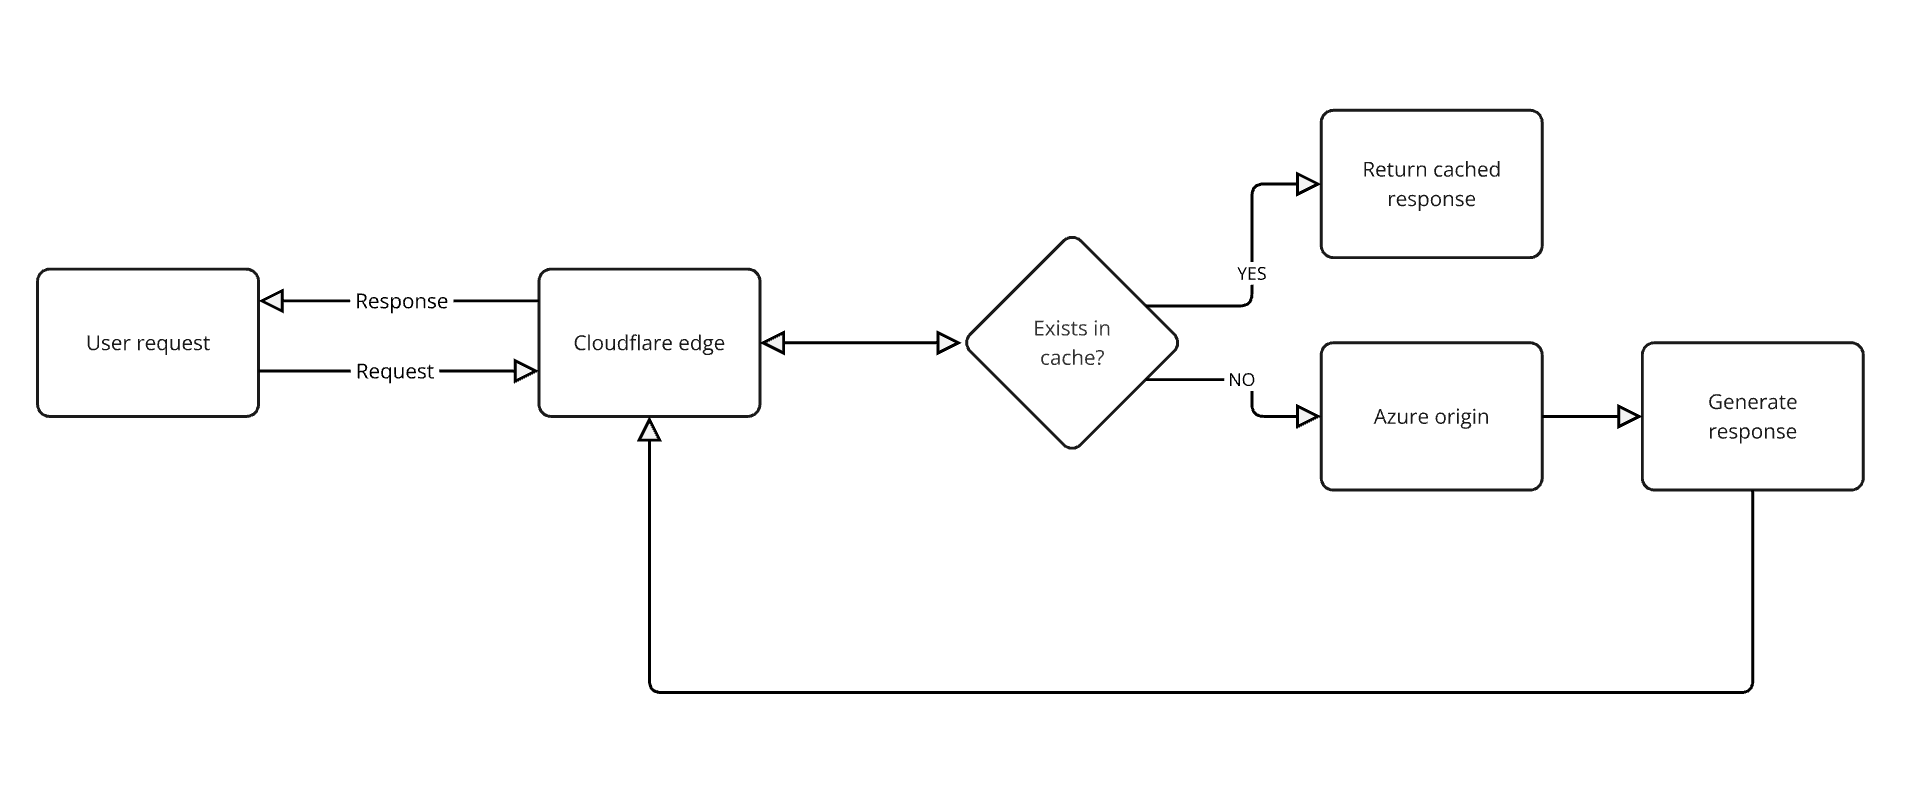 User request
Response
Request
Cloudflare edge
Exists in
cache?
YES
Return cached
response
NO
Azure origin
Generate
response